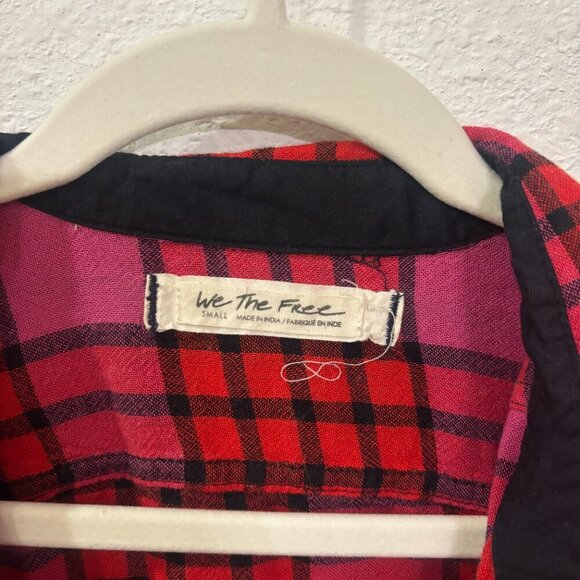 We The Free
SMALL MADE IN INDIA / FABRIQUÉ EN INDE